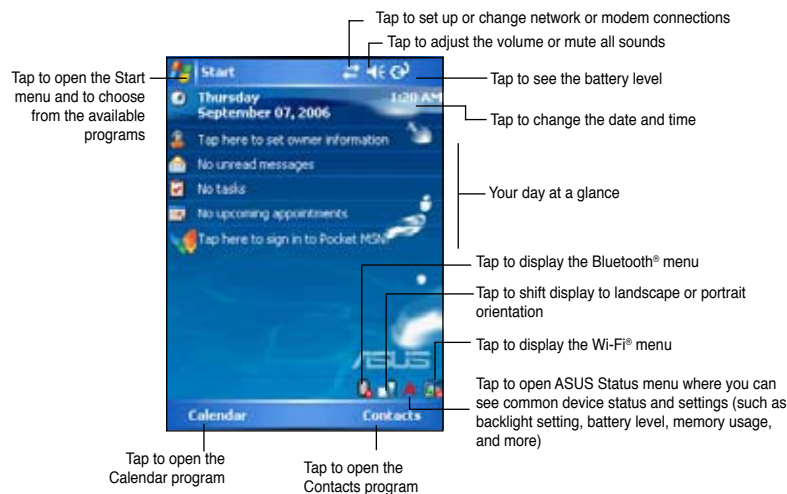 Tap to set up or change network or modem connections
Tap to adjust the volume or mute all sounds
Tap to open the Start
menu and to choose
from the available
programs
Start
Tap to see the battery level
Thursday
September 07, 2006
1:20 AM
Tap to change the date and time
Tap here to set owner information
No unread messages
No tasks
No upcoming appointments
Tap here to sign in to Pocket MSN!
Your day at a glance
Tap to display the Bluetooth® menu
Tap to shift display to landscape or portrait
orientation
Tap to display the Wi-Fi® menu
ASUS
Tap to open ASUS Status menu where you can
see common device status and settings (such as
backlight setting, battery level, memory usage,
and more)
Calendar
Contacts
Tap to open the
Calendar program
Tap to open the
Contacts program